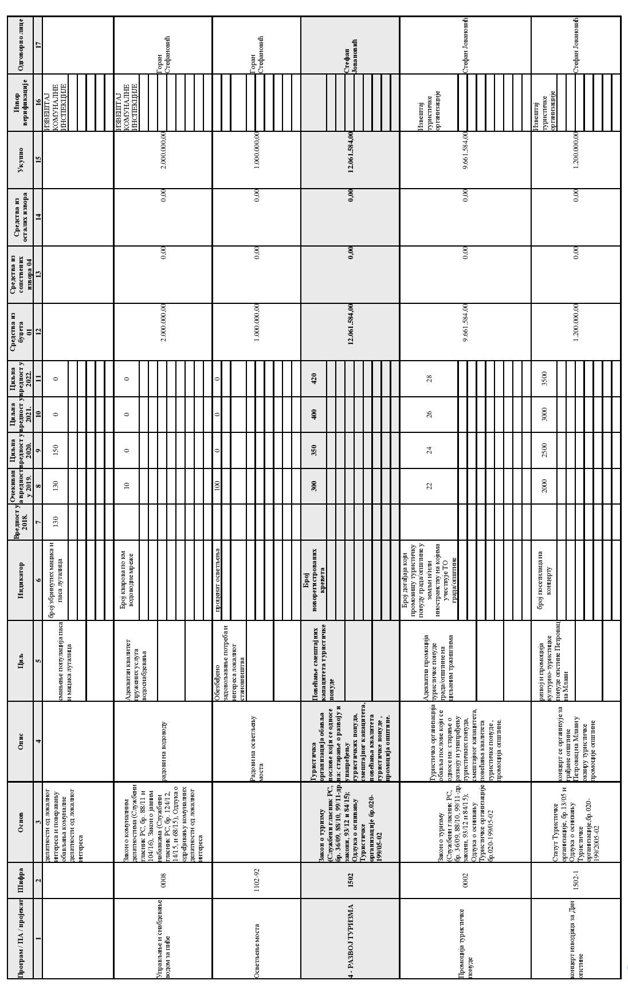 Програм / ПА / пројекат
Шифра
Основ
Опис
Циљ
Индикатор
Вредност у
2018.
Очекиван
а вредност
у 2019.
Циљна
вредност у
2020.
Циљна
вредност у
2021.
Циљна
вредност у
2022.
Средства из
буџета
01
Средства из
сопствених
извора 04
Средства из
осталих извора
Укупно
Извор
верификације
Одговорно лице
1
2
3
4
5
6
7
8
9
10
11
12
13
14
15
16
17
делатности од локалног
интереса и поверавању
обављања комуналне
делатности од локалног
интереса
смањење популација паса
и мацака луталица
број збринутих мацака и
паса луталица
130
130
150
0
0
ИЗВЕШТАЈ
КОМУНАЛНЕ
ИНСПЕКЦИЈЕ
Управљање и снабдевање
водом за пиће
0008
Закон о комуналним
делатностима (Службени
гласник РС, бр. 88/11 и
104/16), Закон о јавним
набавкама (Службени
гласник РС, бр. 124/12,
14/15, и 68/15), Одлука о
одређивању комуналних
делатности од локалног
интереса
радови на водоводу
Адекватан квалитет
пружених услуга
водоснабдевања
Број кварова по км
водоводне мреже
10
0
0
0
2.000.000,00
0,00
0,00
2.000.000,00
ИЗВЕШТАЈ
КОМУНАЛНЕ
ИНСПЕКЦИЈЕ
Горан
Стефановић
Осветљење моста
1102-92
Радови на осветљењу
моста
Обезбеђено
задовољавање потреба и
интереса локалног
становништва
проценат осветљења
100
0
0
0
1.000.000,00
0,00
0,00
1.000.000,00
Горан
Стефановић
4 - РАЗВОЈ ТУРИЗМА
1502
Закон о туризму
(Службени гласник РС,
бр. 36/09, 88/10, 99/11-др.
закони, 93/12 и 84/15);
Одлука о оснивању
Туристичке
организације бр.020-
199/05-02
Туристичка
организација обавља
послове који се односе
на: старање о развоју и
унапређењу
туристичких понуда,
смештајног капацитета,
повећања квалитета
туристичке понуде ,
промоција општине.
Повећање смештајних
капацитета туристичке
понуде
Број
новорегистрованих
кревета
300
350
400
420
12.061.584,00
0,00
0,00
12.061.584,00
Стефан
Јовановић
Промоција туристичке
понуде
0002
Закон о туризму
(Службени гласник РС,
бр. 36/09, 88/10, 99/11-др.
закони, 93/12 и 84/15);
Одлука о оснивању
Туристичке организације
бр.020-199/05-02
Туристичка организација
обавља послове који се
односе на: старање о
развоју и унапређењу
туристичких понуда,
смештајног капацитета,
повећања квалитета
туристичке понуде ,
промоција општине.
Адекватна промоција
туристичке понуде
града/општине на
циљаним тржиштима
Број догађаја који
промовишу туристичку
понуду града/општине у
земљи и/или
иностранству на којима
учествује ТО
града/општине
22
24
26
28
9.661.584,00
0,00
0,00
9.661.584,00
Извештај
туристичке
организације
Стефан Јовановић
концерт изводјаца за Дан
општине
1502-1
Статут Туристичке
организације, бр.13/05 и
Одлука о оснивању
Туристичке
организације,бр.020-
199/2005-02
концерт се организује за
грађане општине
Петровац на Млави у
оквиру туристичке
промоције општине
развој и промоција
културно-туристицке
понуде опстине Петровац
на Млави
број посетилаца на
концерту
2000
2500
3000
3500
1.200.000,00
0,00
0,00
1.200.000,00
Извештај
туристичке
организације
Стефан Јовановић